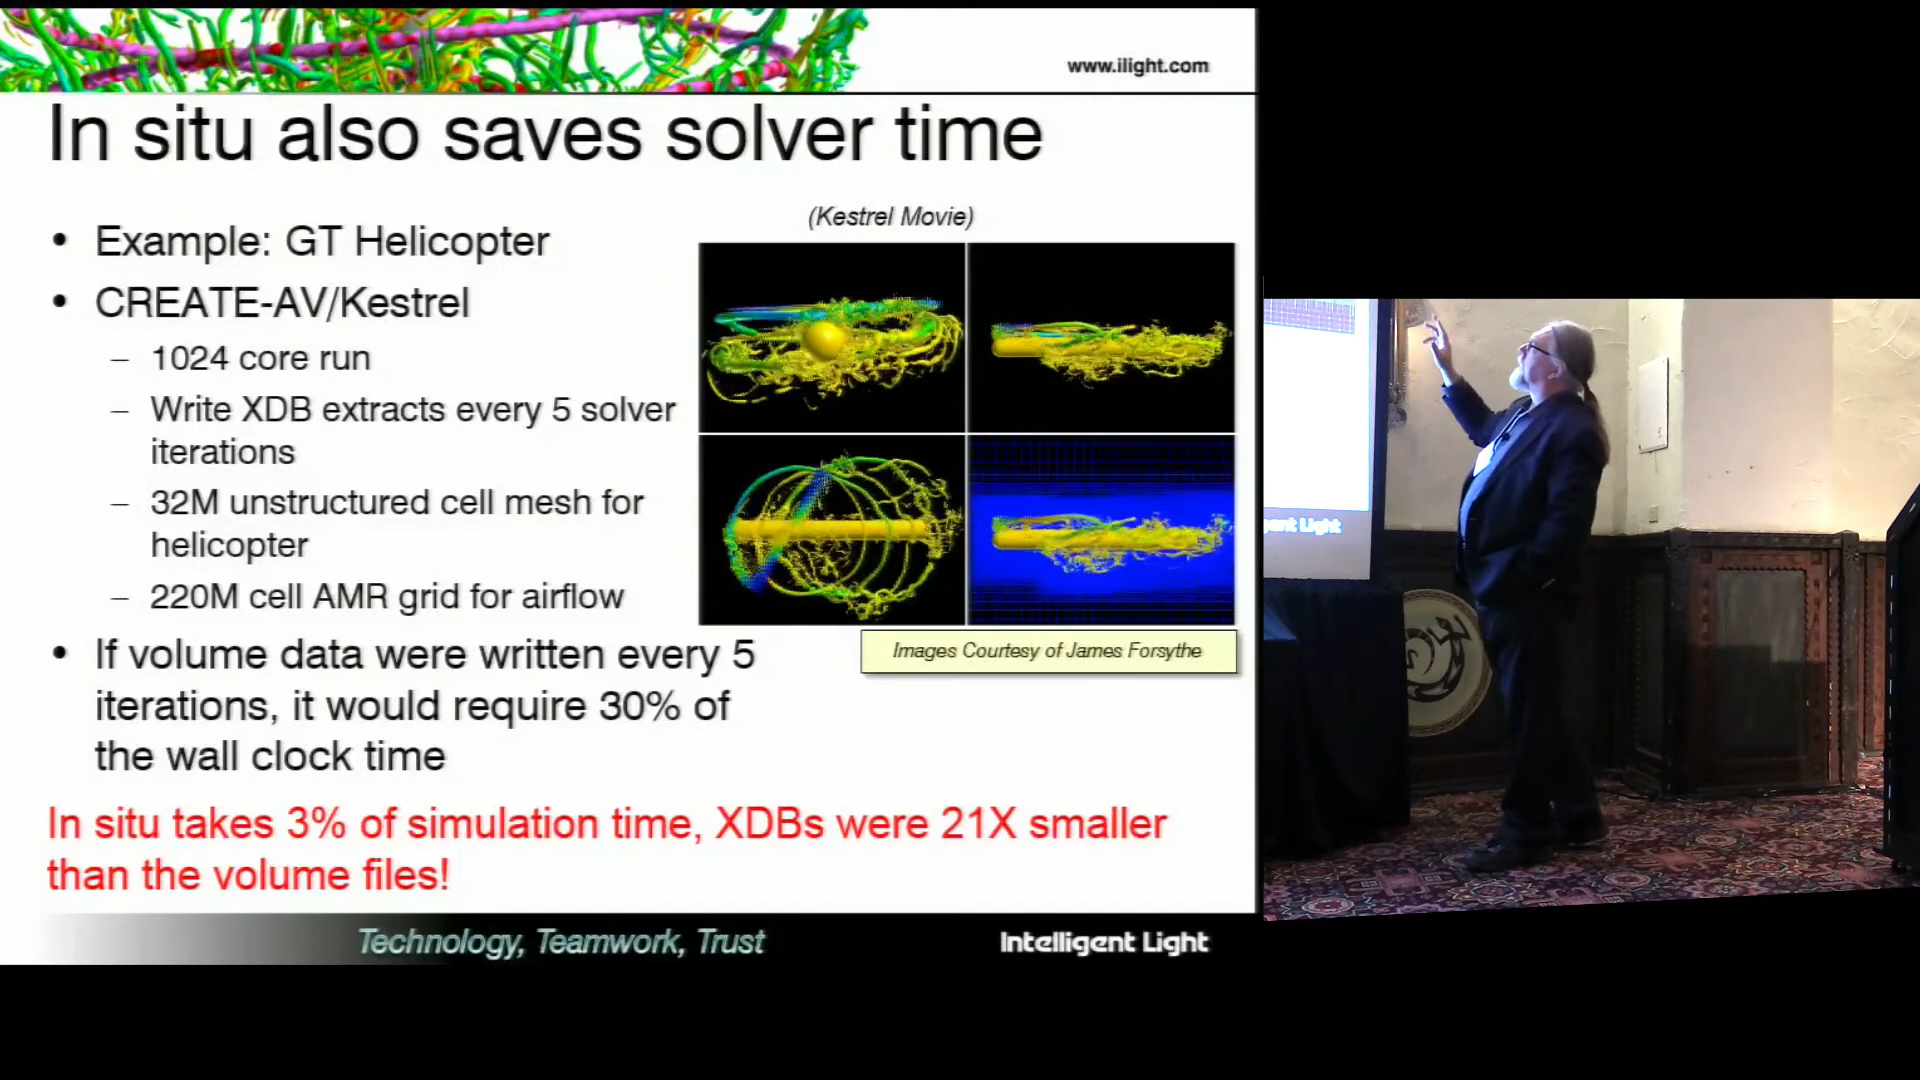 www.ilight.com
In situ also saves solver time
(Kestrel Movie)
• Example: GT Helicopter
• CREATE-AV/Kestrel
– 1024 core run
– Write XDB extracts every 5 solver
iterations
– 32M unstructured cell mesh for
helicopter
– 220M cell AMR grid for airflow
Images Courtesy of James Forsythe
• If volume data were written every 5
iterations, it would require 30% of
the wall clock time
In situ takes 3% of simulation time, XDBs were 21X smaller
than the volume files!
Technology, Teamwork, Trust
Intelligent Light
Light